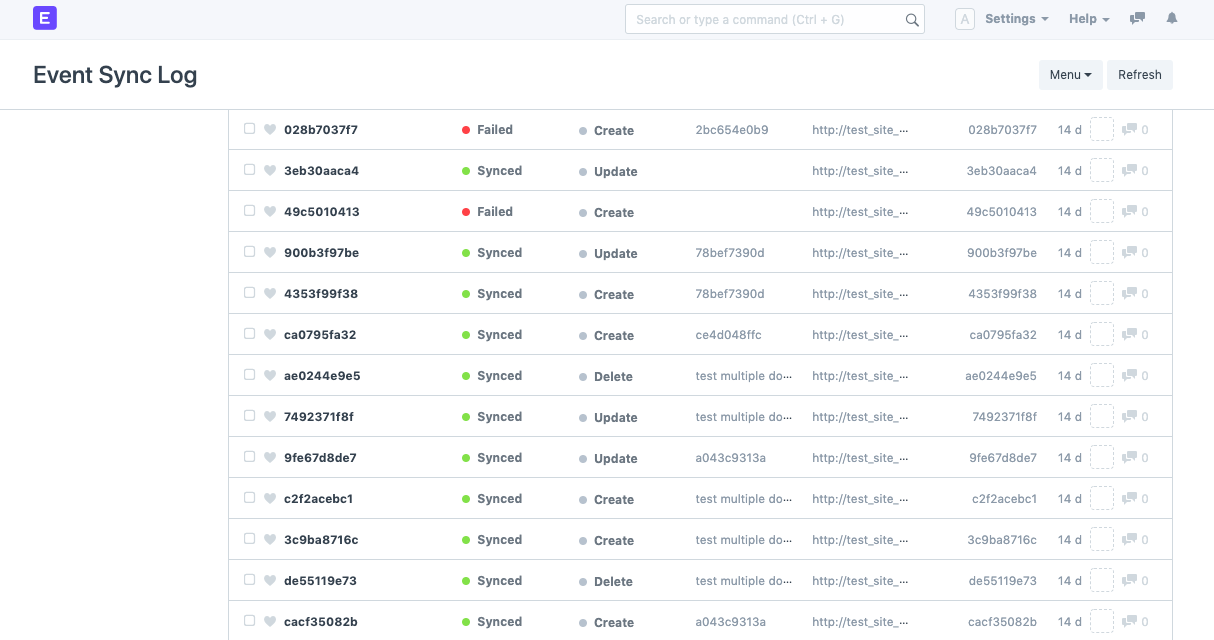 E Search or type a command (Ctrl + G) A Settings Help
Event Sync Log Menu Refresh
028b7037f7 Failed Create 2bc654e0b9 http://test_site_... 028b7037f7 14 d 0
3eb30aaca4 Synced Update http://test_site_... 3eb30aaca4 14 d 0
49c5010413 Failed Create http://test_site_... 49c5010413 14 d 0
900b3f97be Synced Update 78bef7390d http://test_site_... 900b3f97be 14 d 0
4353f99f38 Synced Create 78bef7390d http://test_site_... 4353f99f38 14 d 0
ca0795fa32 Synced Create ce4d048ffc http://test_site_... ca0795fa32 14 d 0
ae0244e9e5 Synced Delete test multiple do... http://test_site_... ae0244e9e5 14 d 0
7492371f8f Synced Update test multiple do... http://test_site_... 7492371f8f 14 d 0
9fe67d8de7 Synced Update a043c9313a http://test_site_... 9fe67d8de7 14 d 0
c2f2acebc1 Synced Create test multiple do... http://test_site_... c2f2acebc1 14 d 0
3c9ba8716c Synced Create test multiple do... http://test_site_... 3c9ba8716c 14 d 0
de55119e73 Synced Delete test multiple do... http://test_site_... de55119e73 14 d 0
cacf35082b Synced Create a043c9313a http://test_site_... cacf35082b 14 d 0